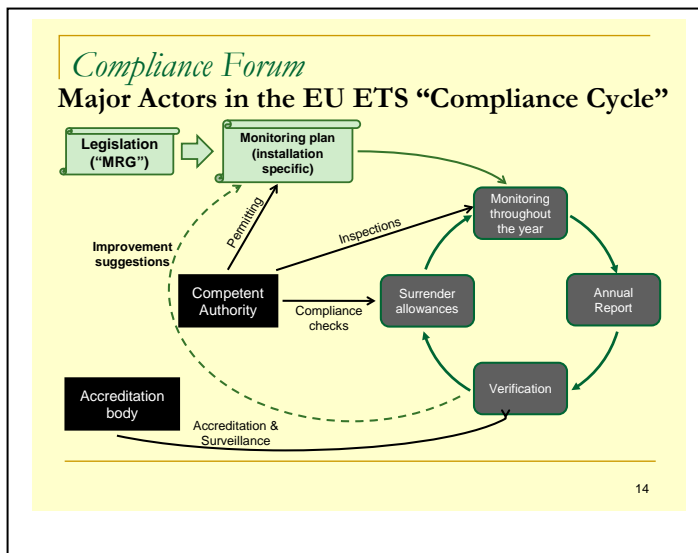 Compliance Forum
Major Actors in the EU ETS “Compliance Cycle”
Legislation
(“MRG”)
Monitoring plan
(installation
specific)
Monitoring
throughout
the year
Permitting
Inspections
Improvement
suggestions
Competent
Authority
Compliance
checks
Surrender
allowances
Annual
Report
Verification
Accreditation
body
Accreditation &
Surveillance
14